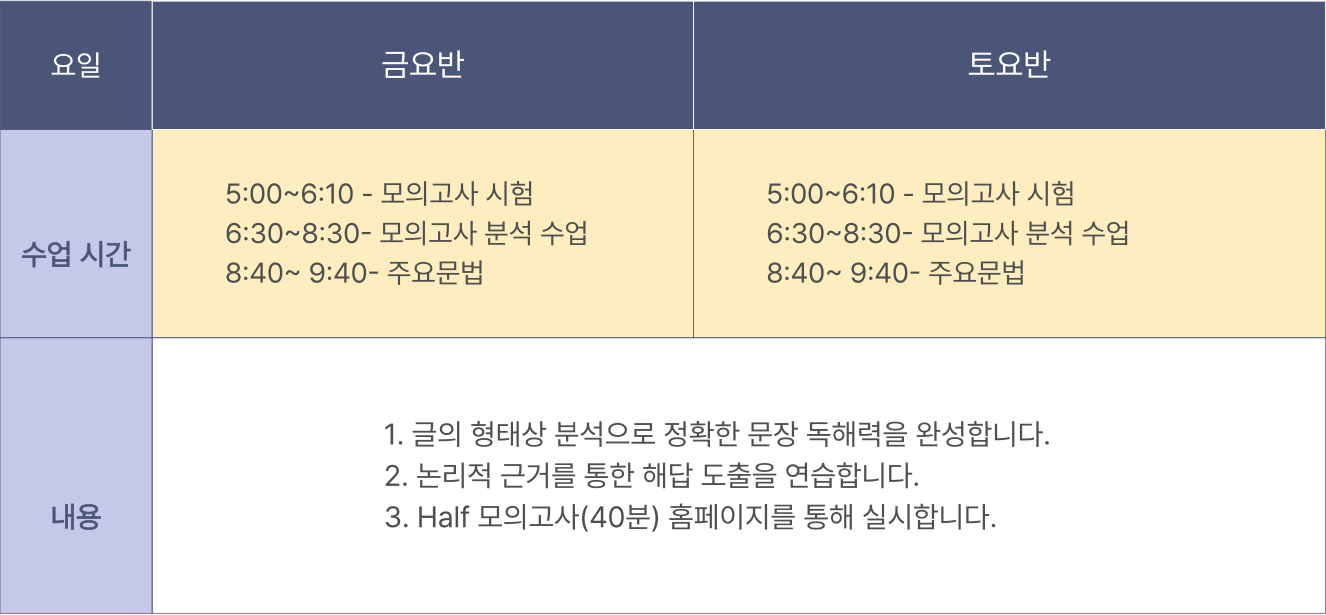 요일
금요반
토요반
수업 시간
5:00~6:10 - 모의고사 시험
6:30~8:30- 모의고사 분석 수업
8:40~ 9:40- 주요문법
5:00~6:10 - 모의고사 시험
6:30~8:30- 모의고사 분석 수업
8:40~ 9:40- 주요문법
내용
1. 글의 형태상 분석으로 정확한 문장 독해력을 완성합니다.
2. 논리적 근거를 통한 해답 도출을 연습합니다.
3. Half 모의고사(40분) 홈페이지를 통해 실시합니다.